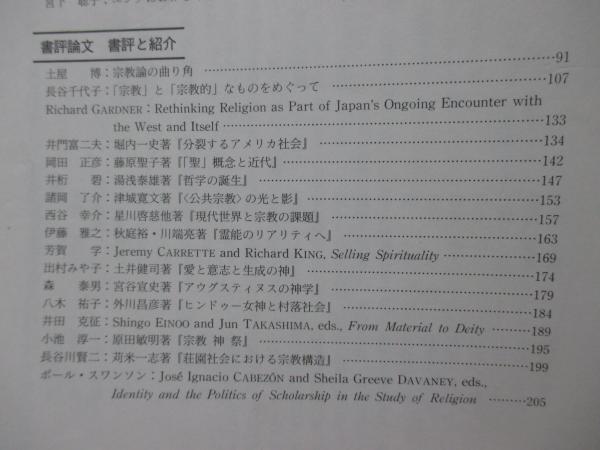 宮下 聡子：
書評論文　書評と紹介
土屋　　博：宗教論の曲り角 …… 91
長谷千代子：「宗教」と「宗教的」なものをめぐって …… 107
Richard GARDNER：Rethinking Religion as Part of Japan's Ongoing Encounter with
the West and Itself …… 133
井門富二夫：堀内一史著『分裂するアメリカ社会』 …… 134
岡田　正彦：藤原聖子著『「聖」概念と近代』 …… 142
井桁　　碧：湯浅泰雄著『哲学の誕生』 …… 147
諸岡　了介：津城寛文著『〈公共宗教〉の光と影』 …… 153
西谷　幸介：星川啓慈他著『現代世界と宗教の課題』 …… 157
伊藤　雅之：秋庭裕・川端亮著『霊能のリアリティへ』 …… 163
芳賀　　学：Jeremy CARRETTE and Richard KING, Selling Spirituality …… 169
出村みや子：土井健司著『愛と意志と生成の神』 …… 174
森　　泰男：宮谷宣史著『アウグスティヌスの神学』 …… 179
八木　祐子：外川昌彦著『ヒンドゥー女神と村落社会』 …… 184
井田　克征：Shingo EINOO and Jun TAKASHIMA, eds., From Material to Deity …… 189
小池　淳一：原田敏明著『宗教 神 祭』 …… 195
長谷川賢二：苅米一志著『荘園社会における宗教構造』 …… 199
ポール・スワンソン：José Ignacio CABEZÓN and Sheila Greeve DAVANEY, eds.,
Identity and the Politics of Scholarship in the Study of Religion …… 205